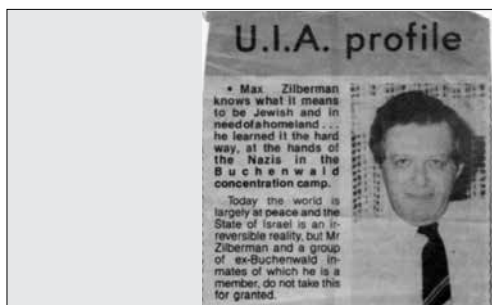 U.I.A. profile
• Max Zilberman
knows what it means
to be Jewish and in
need of a homeland . . .
he learned it the hard
way, at the hands of
the Nazis in the
Buchenwald
concentration camp.
Today the world is
largely at peace and the
State of Israel is an ir-
reversible reality, but Mr
Zilberman and a group
of ex-Buchenwald in-
mates of which he is a
member, do not take this
for granted.